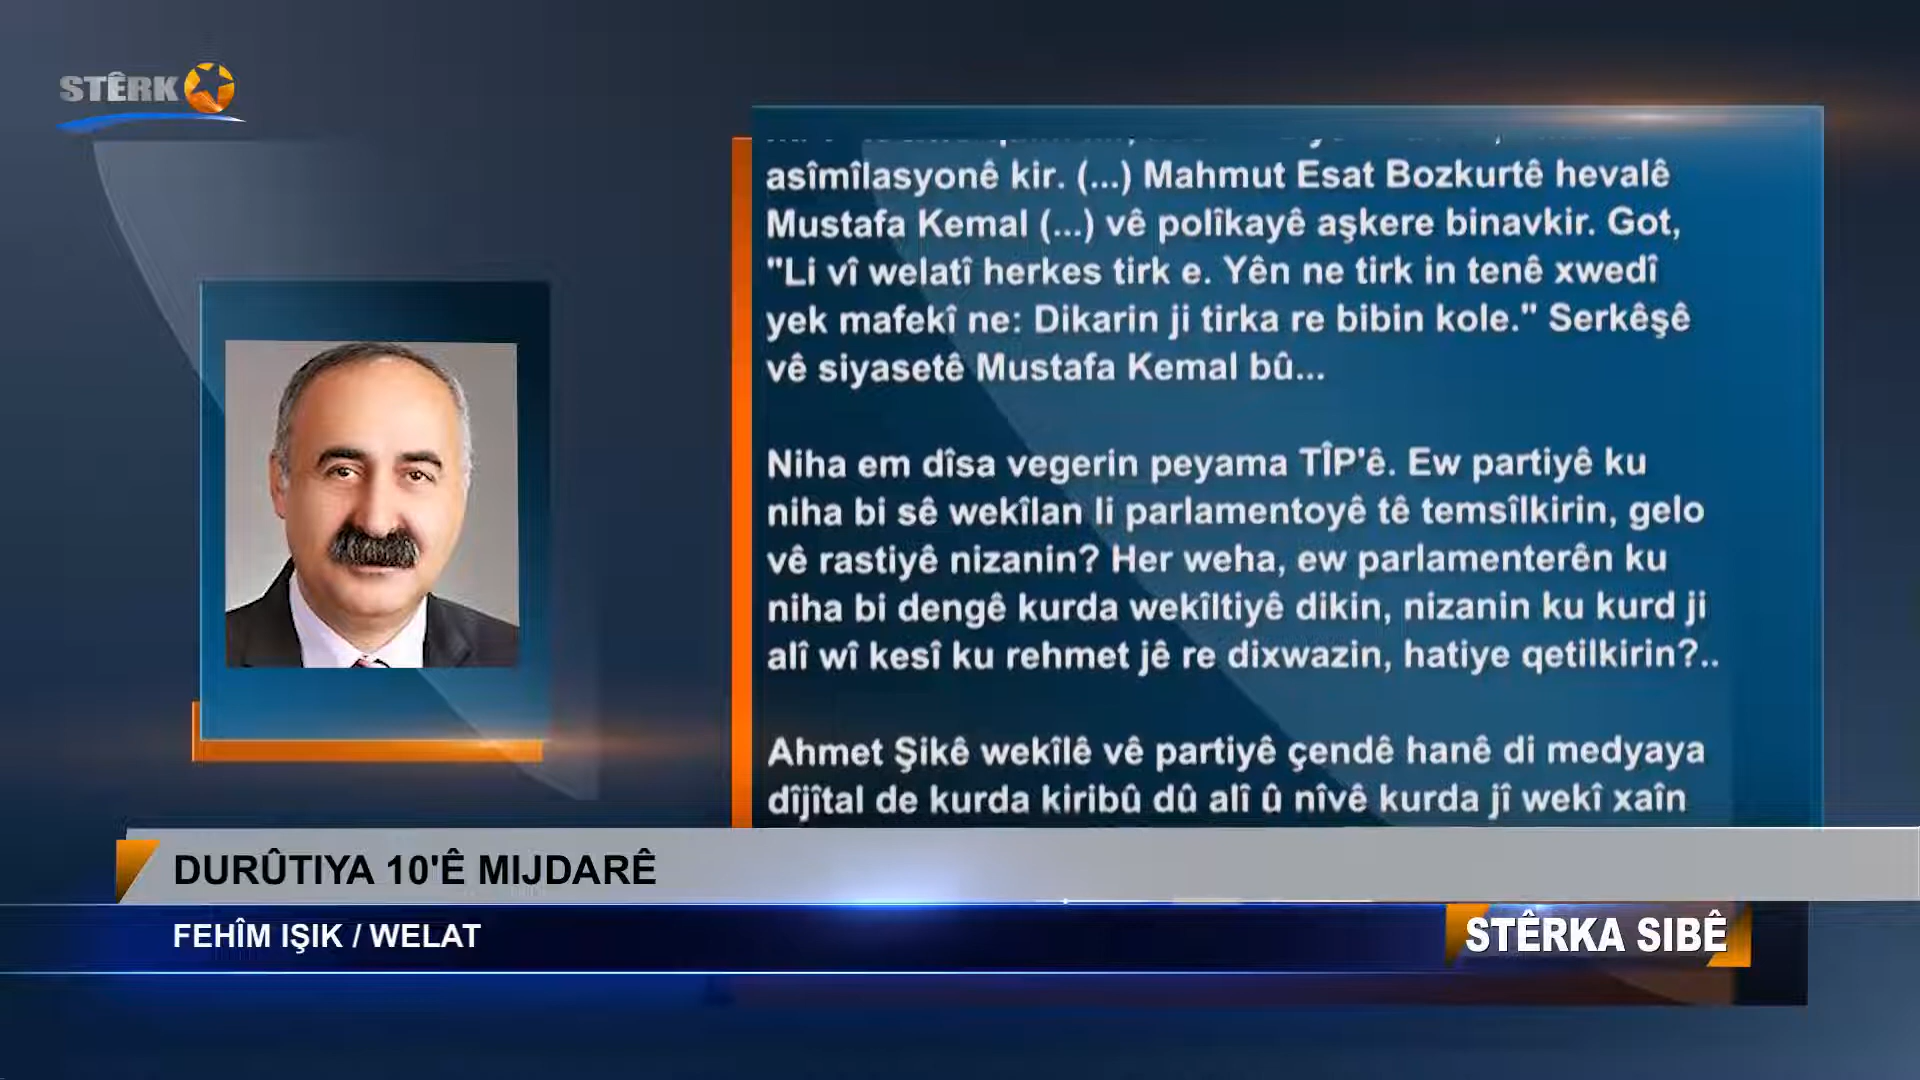 STÊRK
asîmîlasyonê kir. (...) Mahmut Esat Bozkurtê hevalê
Mustafa Kemal (...) vê polîkayê aşkere binavkir. Got,
"Li vî welatî herkes tirk e. Yên ne tirk in tenê xwedî
yek mafekî ne: Dikarin ji tirka re bibin kole." Serkêşê
vê siyasetê Mustafa Kemal bû...
Niha em dîsa vegerin peyama TÎP'ê. Ew partiyê ku
niha bi sê wekîlan li parlamentoyê tê temsîlkirin, gelo
vê rastiyê nizanin? Her weha, ew parlamenterên ku
niha bi dengê kurda wekîltiyê dikin, nizanin ku kurd ji
alî wî kesî ku rehmet jê re dixwazin, hatiye qetilkirin?..
Ahmet Şikê wekîlê vê partiyê çendê hanê di medyaya
dîjîtal de kurda kiribû dû alî û nîvê kurda jî wekî xaîn
DURÛTIYA 10'Ê MIJDARÊ
FEHÎM IŞIK / WELAT
STÊRKA SIBÊ